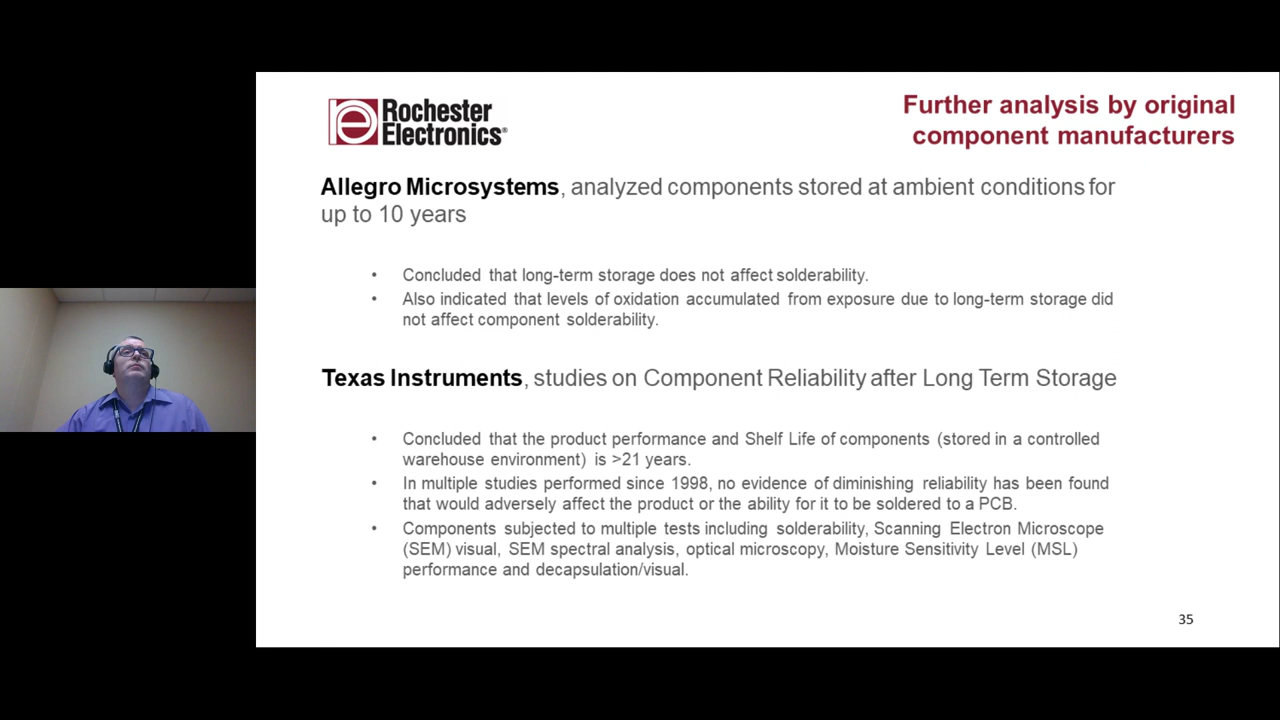 Rochester
Electronics®
Further analysis by original
component manufacturers
Allegro Microsystems, analyzed components stored at ambient conditions for
up to 10 years
• Concluded that long-term storage does not affect solderability.
• Also indicated that levels of oxidation accumulated from exposure due to long-term storage did
not affect component solderability.
Texas Instruments, studies on Component Reliability after Long Term Storage
• Concluded that the product performance and Shelf Life of components (stored in a controlled
warehouse environment) is >21 years.
• In multiple studies performed since 1998, no evidence of diminishing reliability has been found
that would adversely affect the product or the ability for it to be soldered to a PCB.
• Components subjected to multiple tests including solderability, Scanning Electron Microscope
(SEM) visual, SEM spectral analysis, optical microscopy, Moisture Sensitivity Level (MSL)
performance and decapsulation/visual.
35